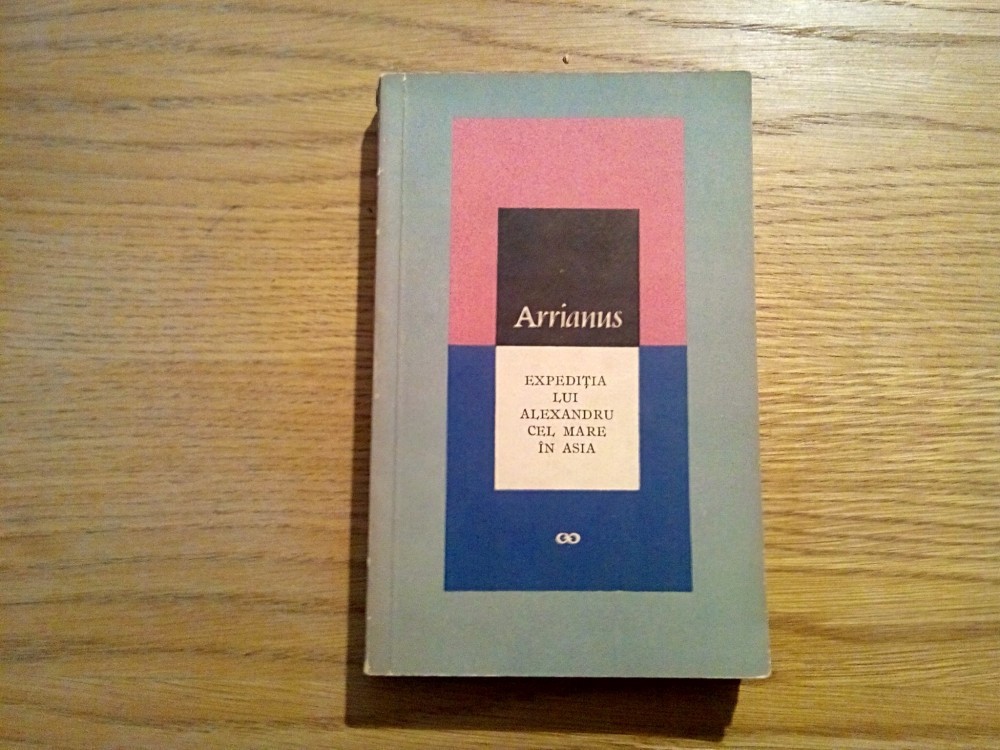 Arrianus
EXPEDIȚIA
LUI
ALEXANDRU
CEL MARE
ÎN ASIA